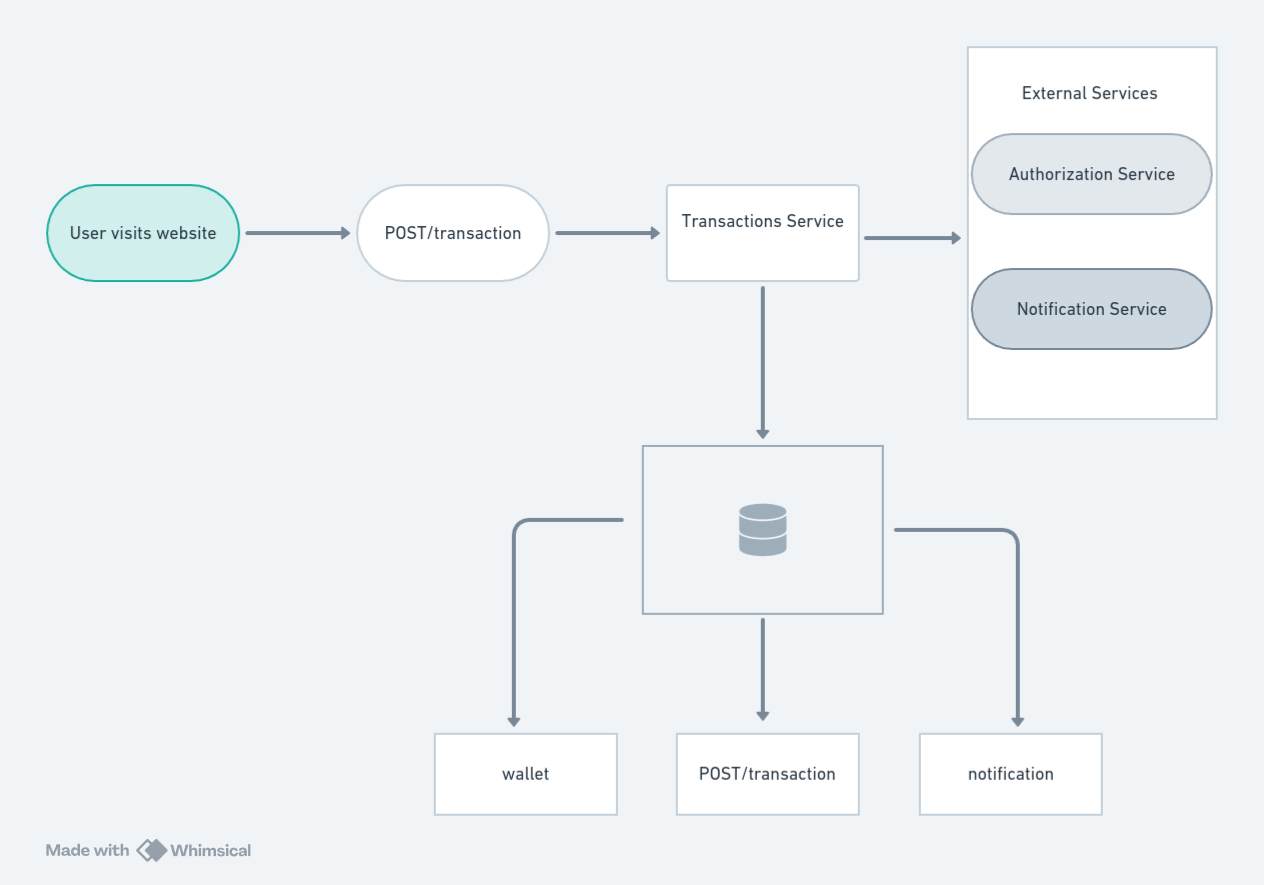 External Services
Authorization Service
User visits website
POST/transaction
Transactions Service
Notification Service
wallet
POST/transaction
notification
Made with Whimsical